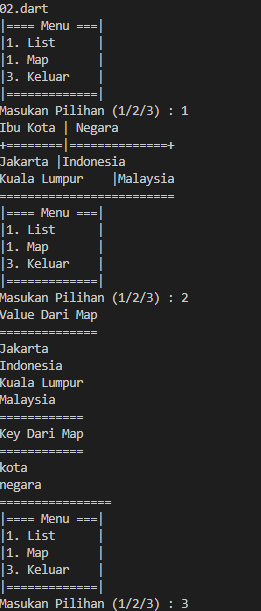 02.dart
|==== Menu ===|
|1. List      |
|1. Map       |
|3. Keluar    |
|=============|
Masukan Pilihan (1/2/3) : 1
Ibu Kota | Negara
+========|==============+
Jakarta |Indonesia
Kuala Lumpur    |Malaysia
=========================
|==== Menu ===|
|1. List      |
|1. Map       |
|3. Keluar    |
|=============|
Masukan Pilihan (1/2/3) : 2
Value Dari Map
==============
Jakarta
Indonesia
Kuala Lumpur
Malaysia
============
Key Dari Map
============
kota
negara
================
|==== Menu ===|
|1. List      |
|1. Map       |
|3. Keluar    |
|=============|
Masukan Pilihan (1/2/3) : 3